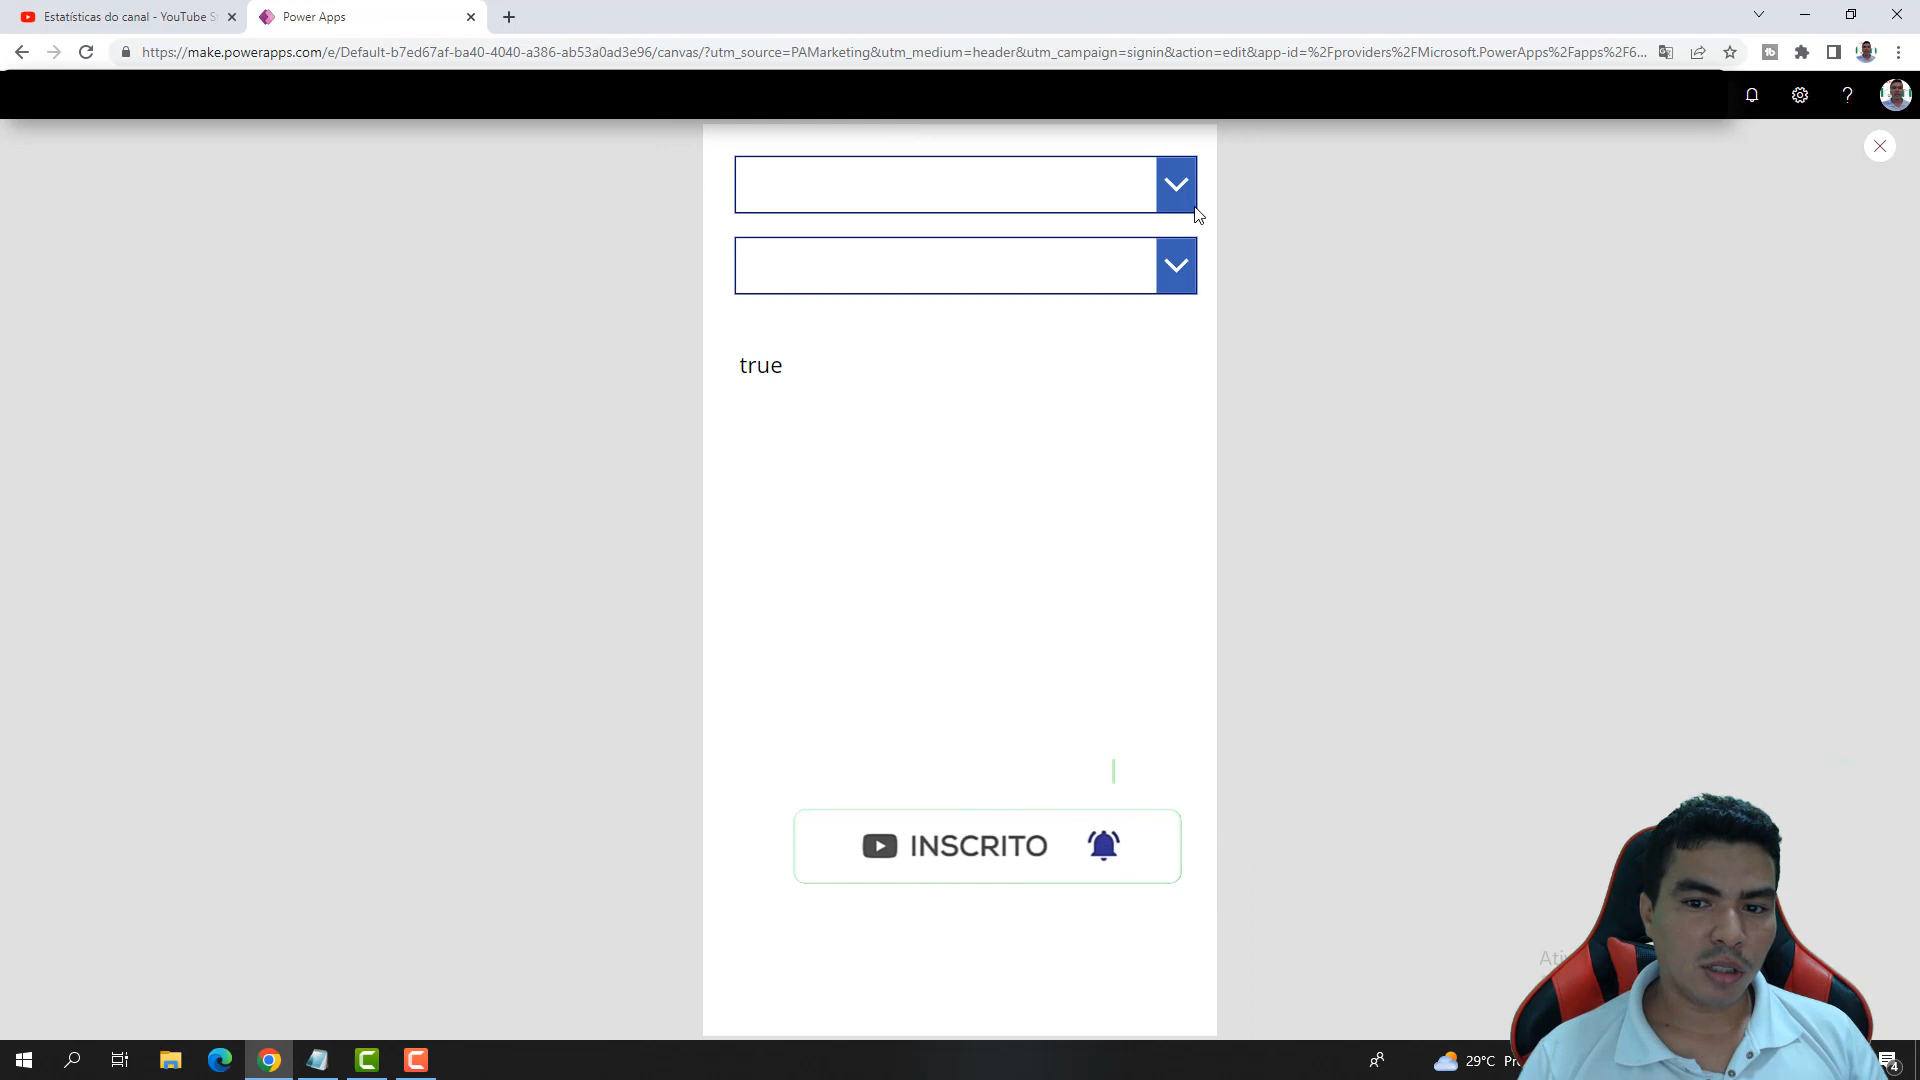 Estatísticas do canal - YouTube S
Power Apps
https://make.powerapps.com/e/Default-b7ed67af-ba40-4040-a386-ab53a0ad3e96/canvas/?utm_source=PAMarketing&utm_medium=header&utm_campaign=signin&action=edit&app-id=%2Fproviders%2FMicrosoft.PowerApps%2Fapps%2F6...
true
INSCRITO
29°C
4